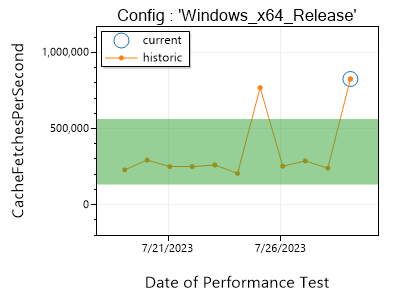 Config : 'Windows_x64_Release'
current
historic
1,000,000
500,000
0
CacheFetchesPerSecond
7/21/2023 7/26/2023
Date of Performance Test